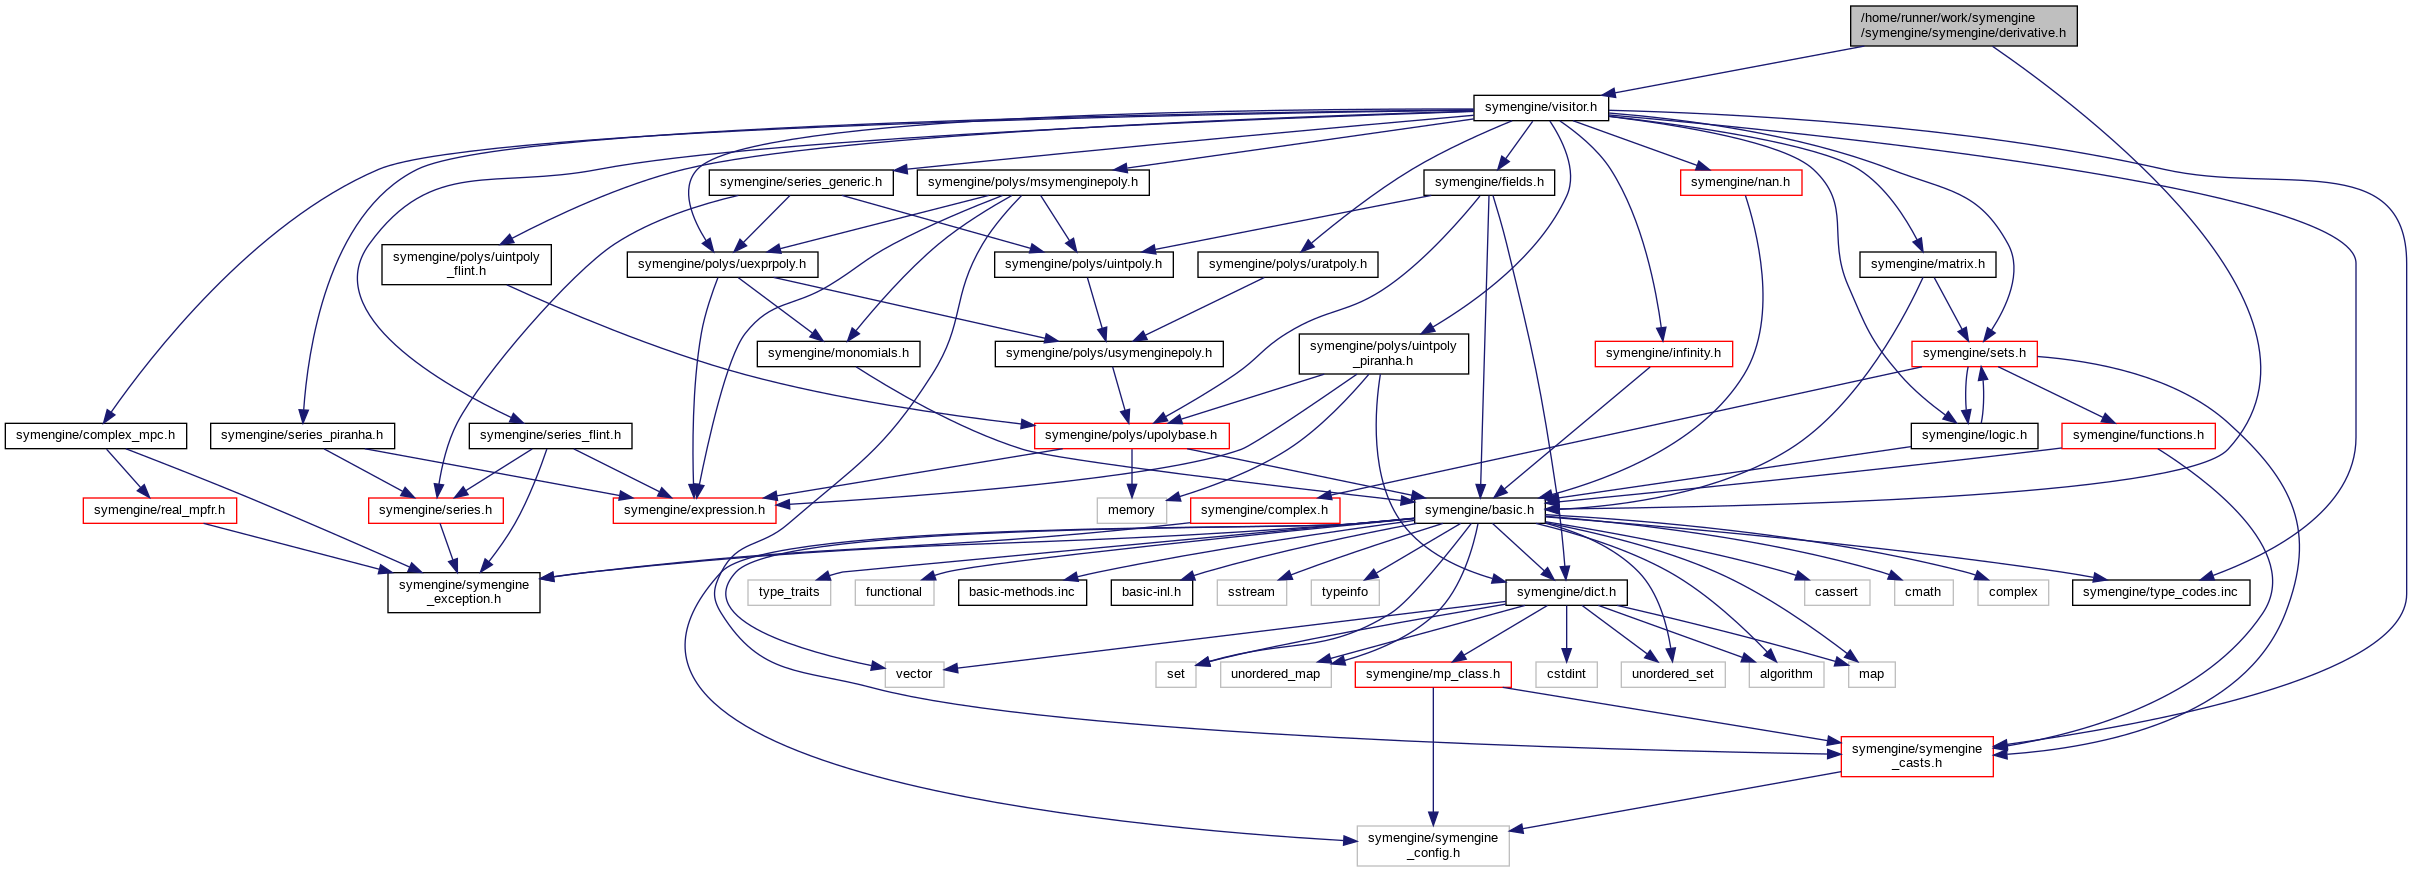 /home/runner/work/symengine
/symengine/symengine/derivative.h
symengine/visitor.h
symengine/series_generic.h
symengine/polys/msymenginepoly.h
symengine/fields.h
symengine/nan.h
symengine/polys/uintpoly
_flint.h
symengine/polys/uexprpoly.h
symengine/polys/uintpoly.h
symengine/polys/uratpoly.h
symengine/matrix.h
symengine/monomials.h
symengine/polys/usymenginepoly.h
symengine/polys/uintpoly
_piranha.h
symengine/infinity.h
symengine/sets.h
symengine/complex_mpc.h
symengine/series_piranha.h
symengine/series_flint.h
symengine/polys/upolybase.h
symengine/logic.h
symengine/functions.h
symengine/real_mpfr.h
symengine/series.h
symengine/expression.h
memory
symengine/complex.h
symengine/basic.h
symengine/symengine
_exception.h
type_traits
functional
basic-methods.inc
basic-inl.h
sstream
typeinfo
symengine/dict.h
cassert
cmath
complex
symengine/type_codes.inc
vector
set
unordered_map
symengine/mp_class.h
cstdint
unordered_set
algorithm
map
symengine/symengine
_casts.h
symengine/symengine
_config.h